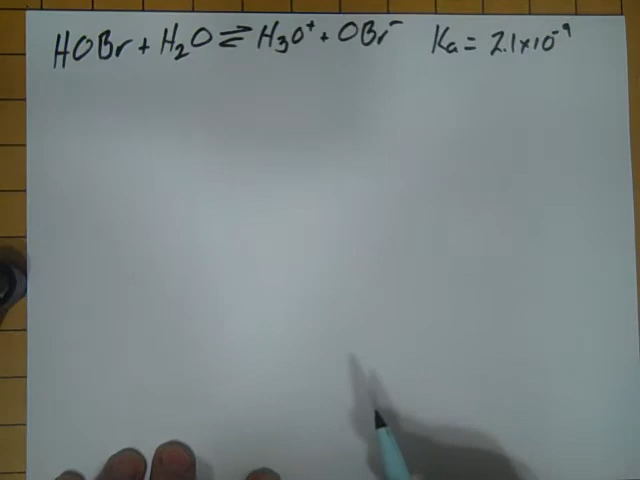 HOBr + H₂O ⇌ H₃O⁺ + OBr⁻ Ka = 2.1×10⁻⁹